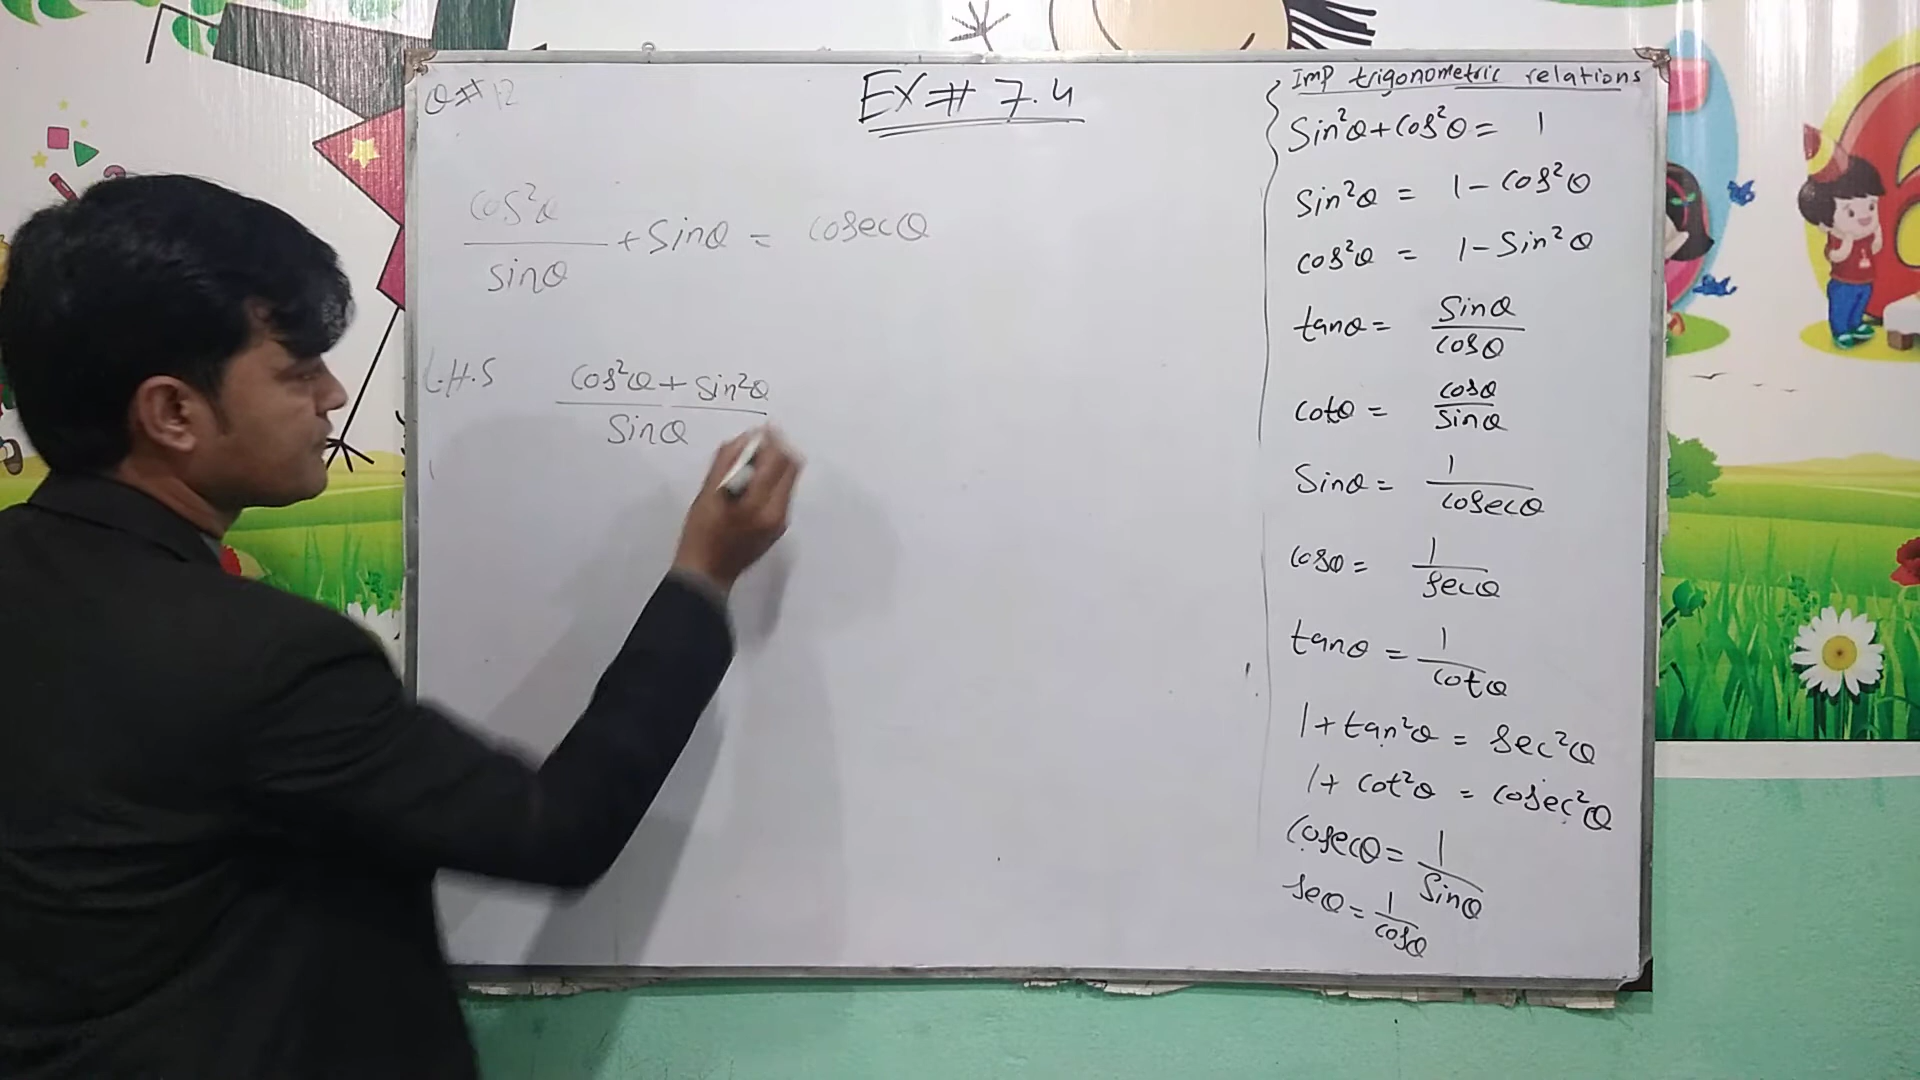 Q#12
EX# 7.4
cos²θ / sinθ + sinθ = cosecθ
L.H.S cos²θ + sin²θ / sinθ
Imp trigonometric relations
Sin²θ + cos²θ = 1
Sin²θ = 1 - cos²θ
cos²θ = 1 - Sin²θ
tanθ = Sinθ / cosθ
cotθ = cosθ / Sinθ
Sinθ = 1 / cosecθ
cosθ = 1 / secθ
tanθ = 1 / cotθ
1 + tan²θ = sec²θ
1 + cot²θ = cosec²θ
cosecθ = 1 / Sinθ
seθ = 1 / cosθ